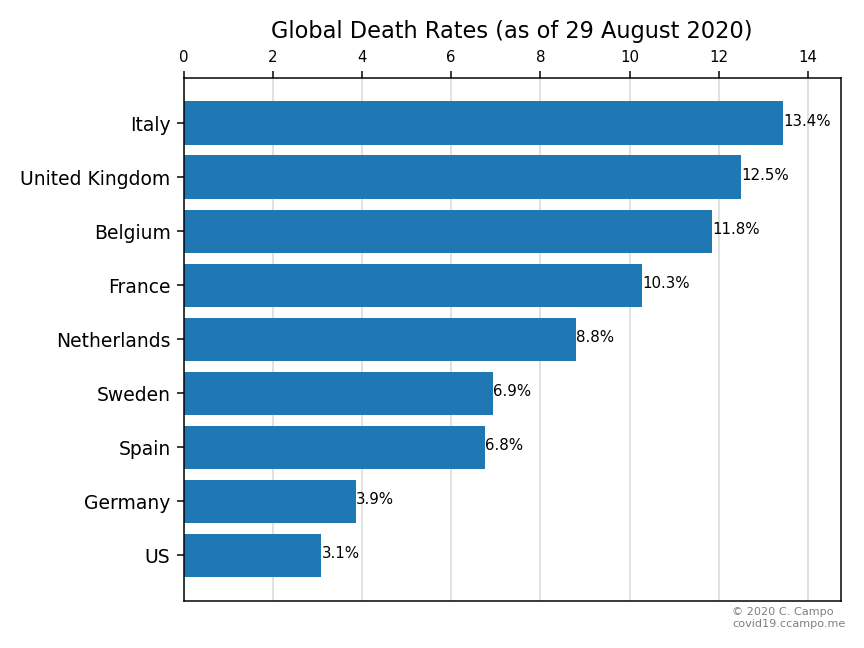 Global Death Rates (as of 29 August 2020)
0 2 4 6 8 10 12 14
Italy 13.4%
United Kingdom 12.5%
Belgium 11.8%
France 10.3%
Netherlands 8.8%
Sweden 6.9%
Spain 6.8%
Germany 3.9%
US 3.1%
© 2020 C. Campo
covid19.ccampo.me